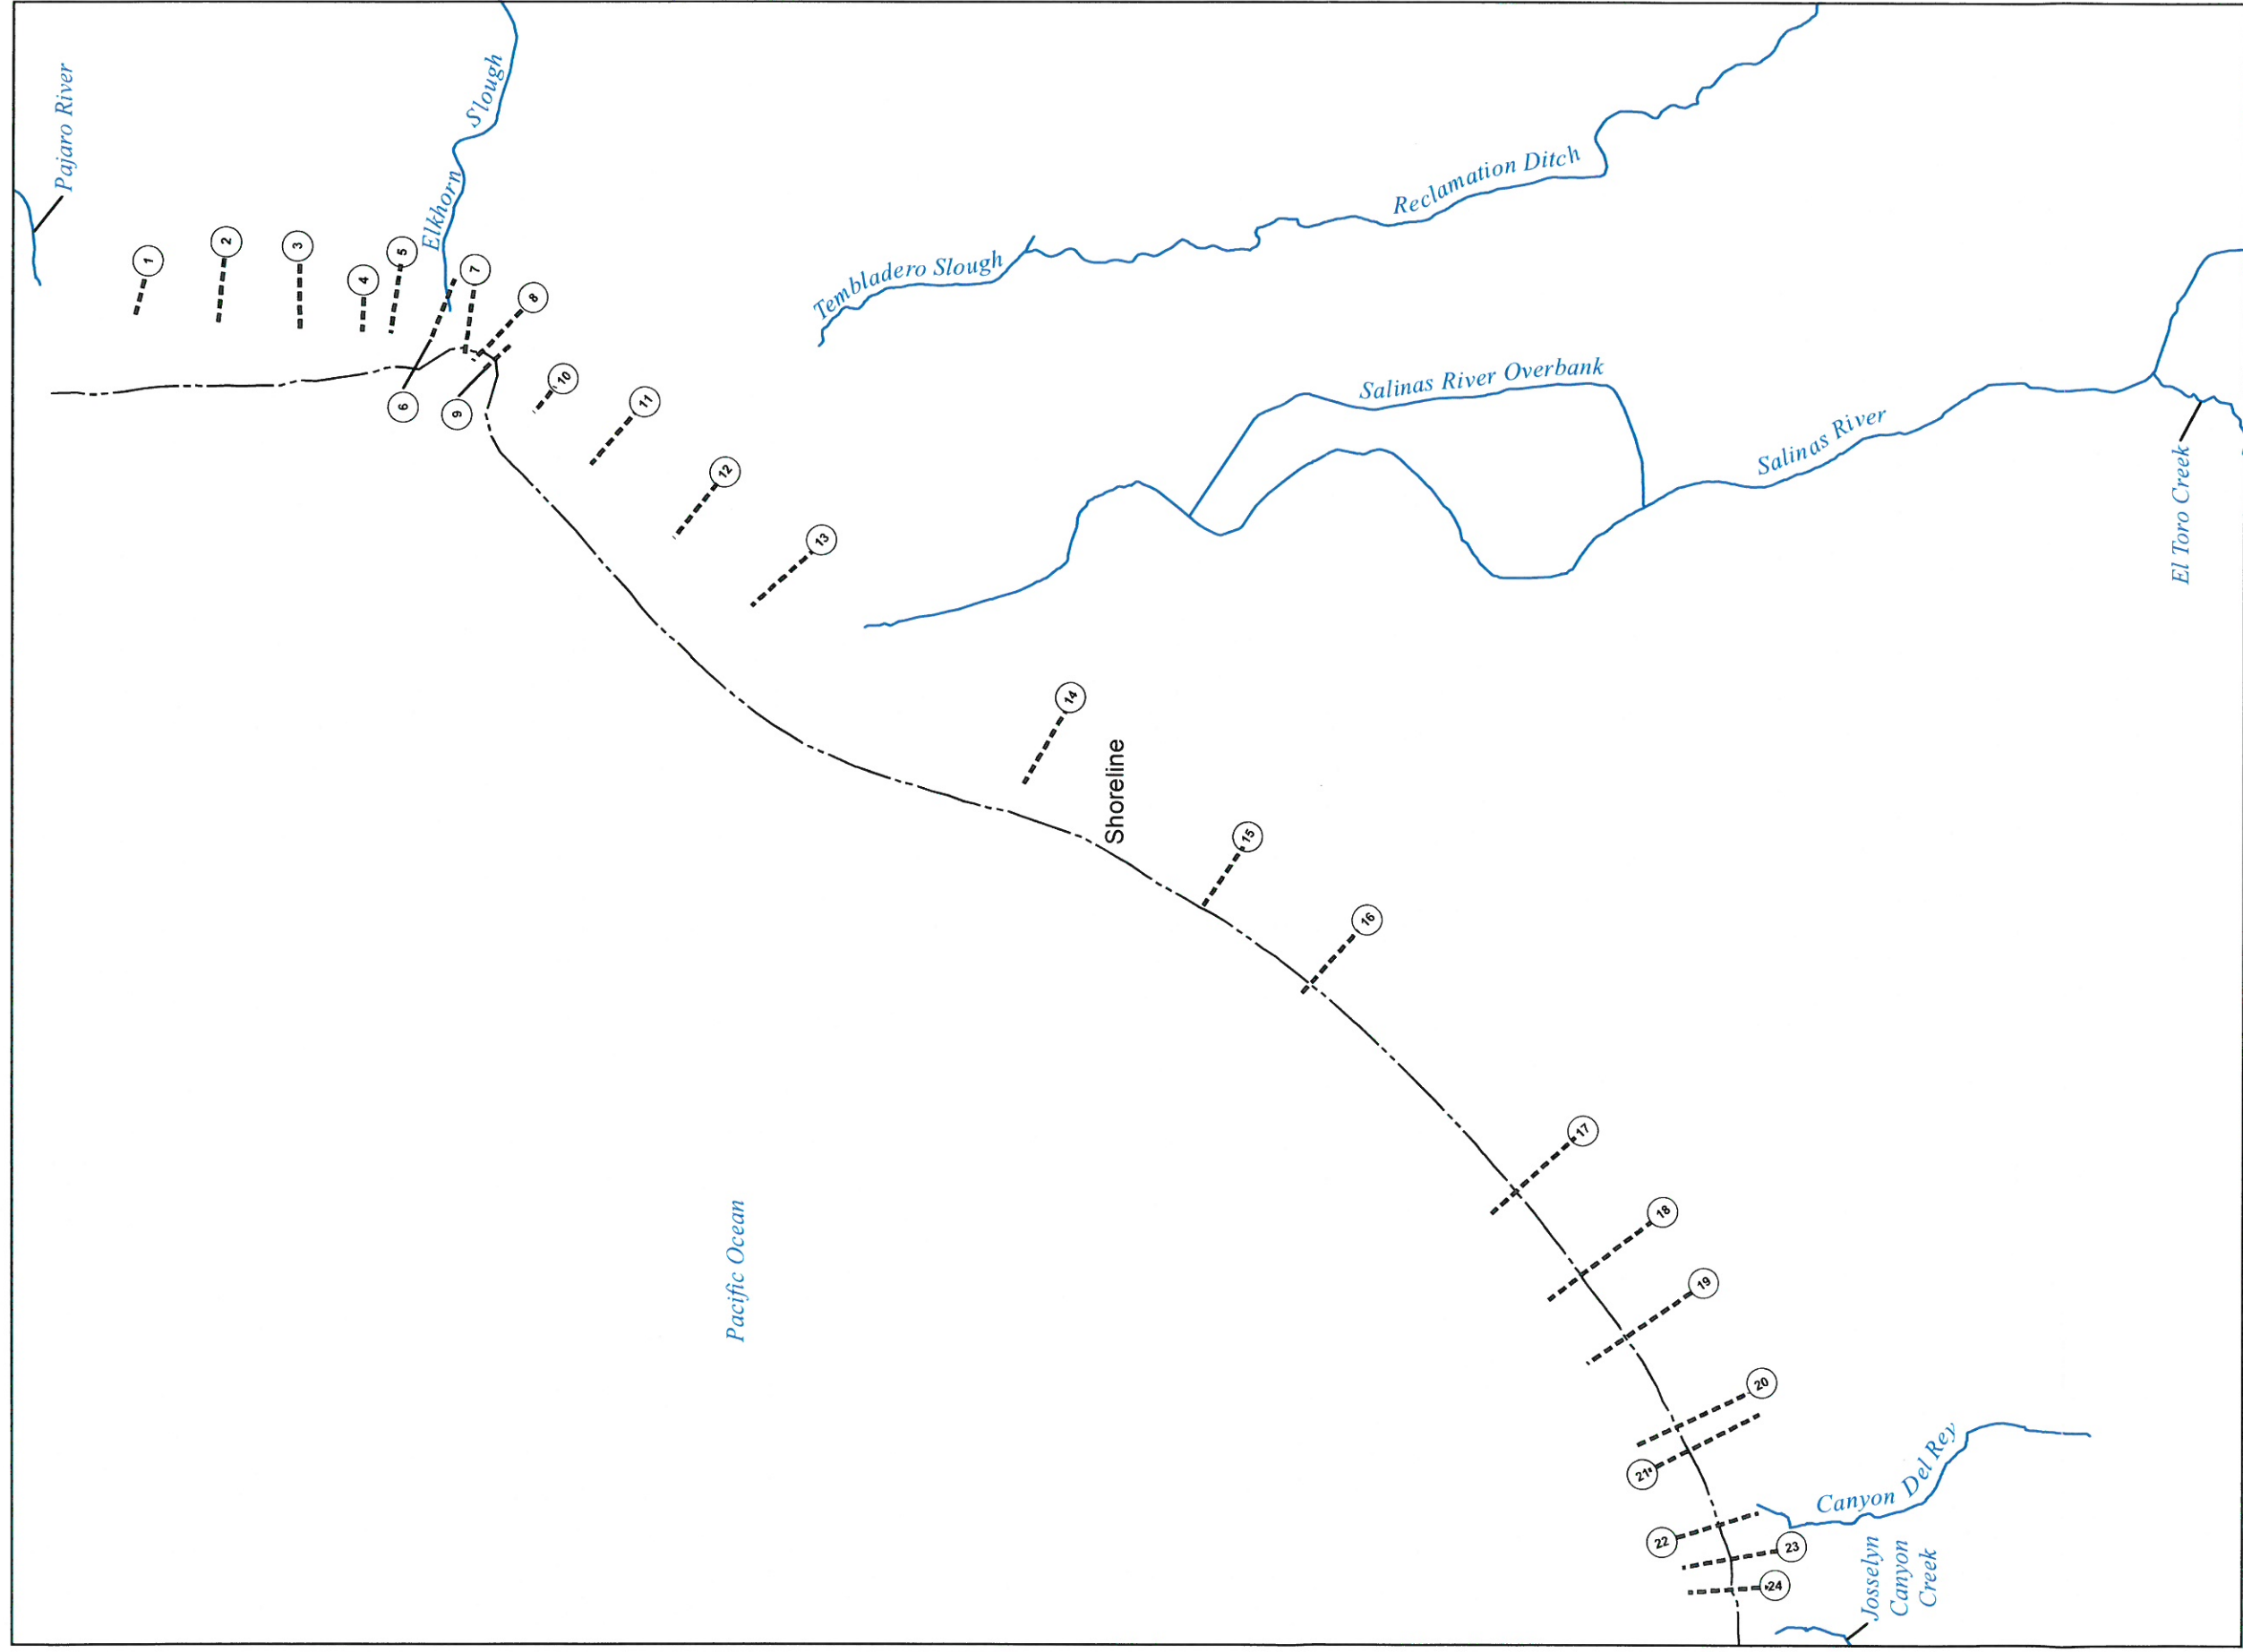 Pajaro River
Elkhorn Slough
1
2
3
4
5
6
7
8
9
10
11
12
13
Tembladero Slough
Reclamation Ditch
Salinas River Overbank
Salinas River
El Toro Creek
14
Shoreline
15
16
17
18
19
Pacific Ocean
20
21
22
23
24
Canyon Del Rey
Josselyn
Canyon
Creek